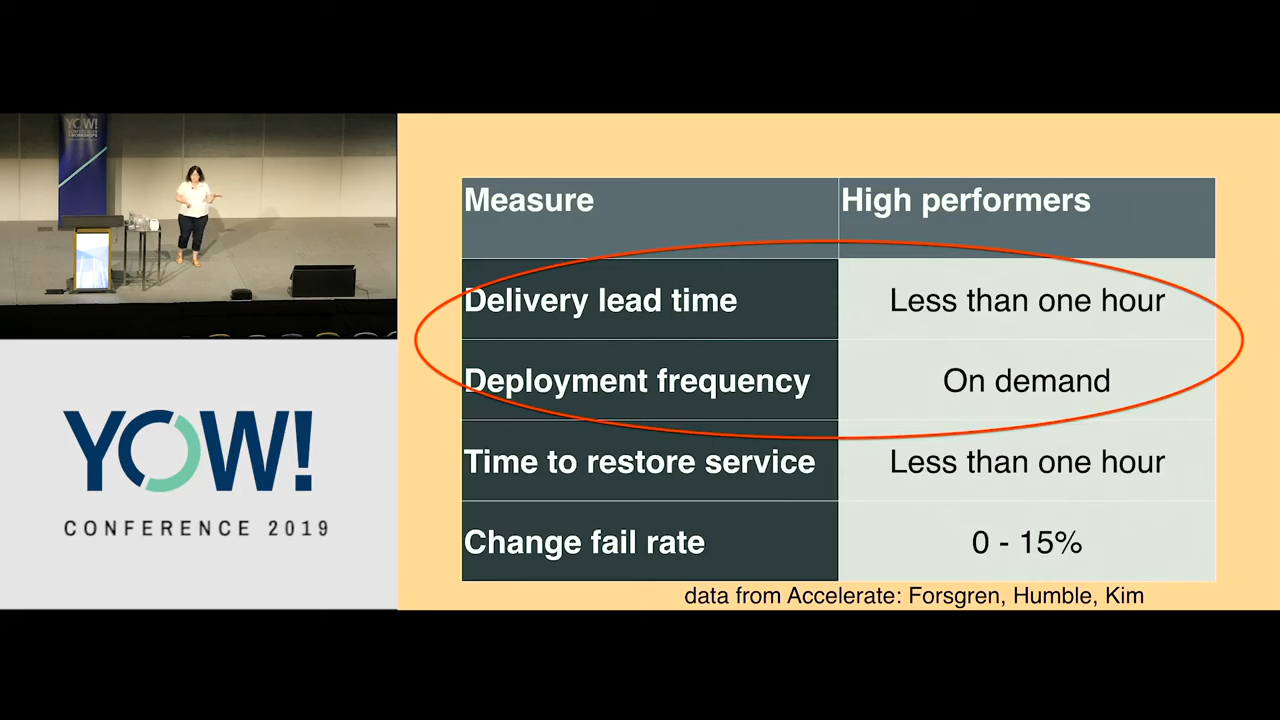 YOW!
YOW!
CONFERENCE 2019
Measure
High performers
Delivery lead time
Less than one hour
Deployment frequency
On demand
Time to restore service
Less than one hour
Change fail rate
0 - 15%
data from Accelerate: Forsgren, Humble, Kim